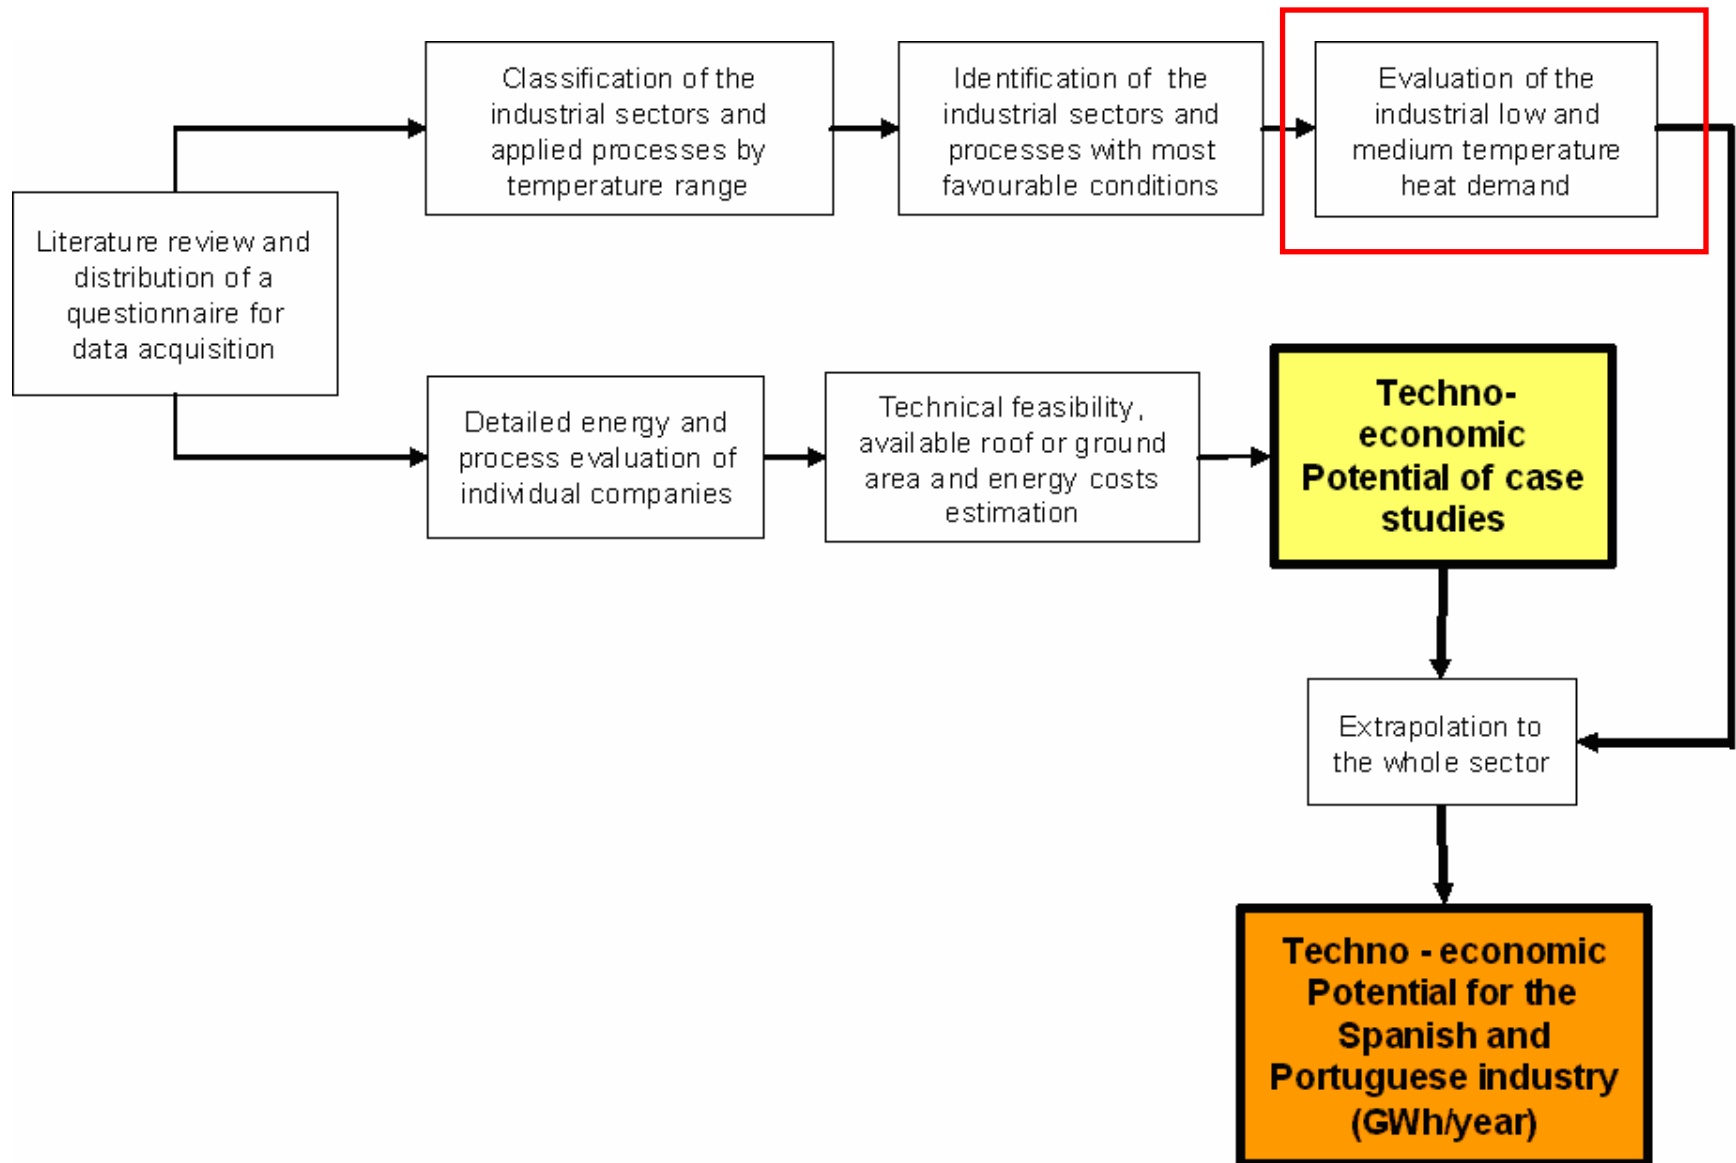 Classification of the
industrial sectors and
applied processes by
temperature range
Identification of the
industrial sectors and
processes with most
favourable conditions
Evaluation of the
industrial low and
medium temperature
heat demand
Literature review and
distribution of a
questionnaire for
data acquisition
Detailed energy and
process evaluation of
individual companies
Technical feasibility,
available roof or ground
area and energy costs
estimation
Techno-
economic
Potential of case
studies
Extrapolation to
the whole sector
Techno - economic
Potential for the
Spanish and
Portuguese industry
(GWh/year)